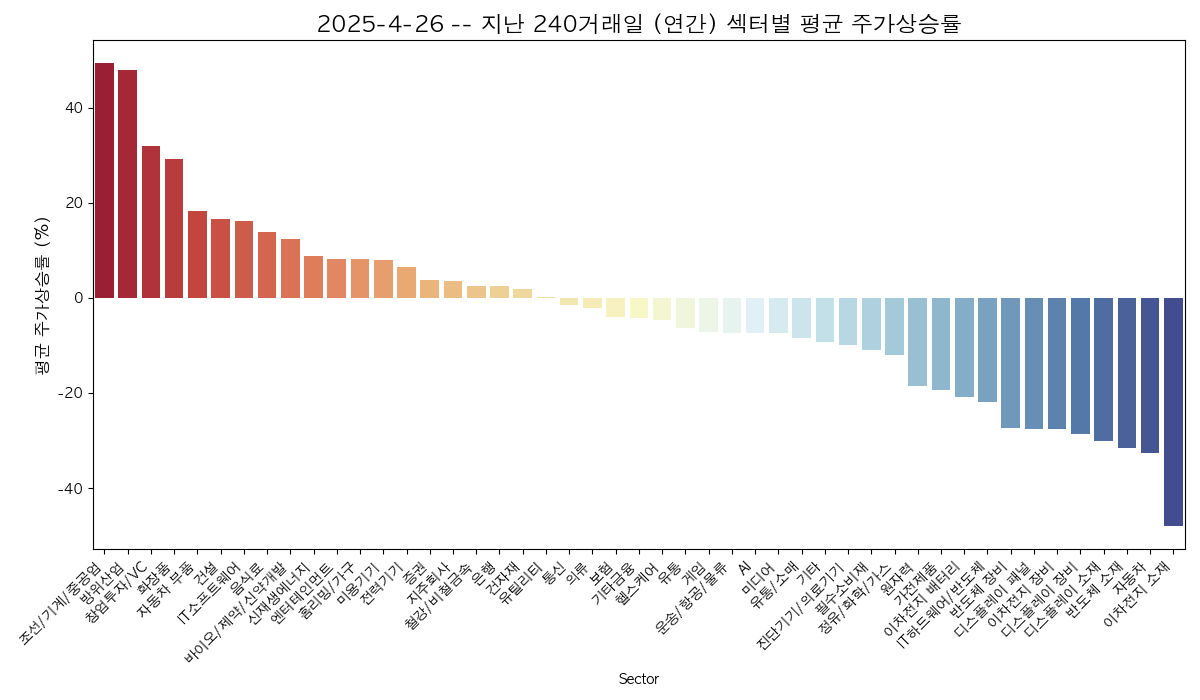 2025-4-26 -- 지난 240거래일 (연간) 섹터별 평균 주가상승률
평균 주가상승률 (%)
40
20
0
-20
-40
조선/기계/중공업
방위산업
창업투자/VC
화장품
자동차 부품
건설
IT소프트웨어
음식료
바이오/제약/신약개발
신재생에너지
엔터테인먼트
홈리빙/가구
미용기기
전력기기
증권
지주회사
철강/비철금속
은행
건자재
유틸리티
통신
의류
보험
기타금융
헬스케어
유통
게임
운송/항공/물류
AI
미디어
유통/소매
기타
진단기기/의료기기
필수소비재
정유/화학/가스
원자력
가전제품
이차전지 배터리
IT하드웨어/반도체
반도체 장비
디스플레이 패널
이차전지 장비
디스플레이 장비
디스플레이 소재
반도체 소재
자동차
이차전지 소재
Sector